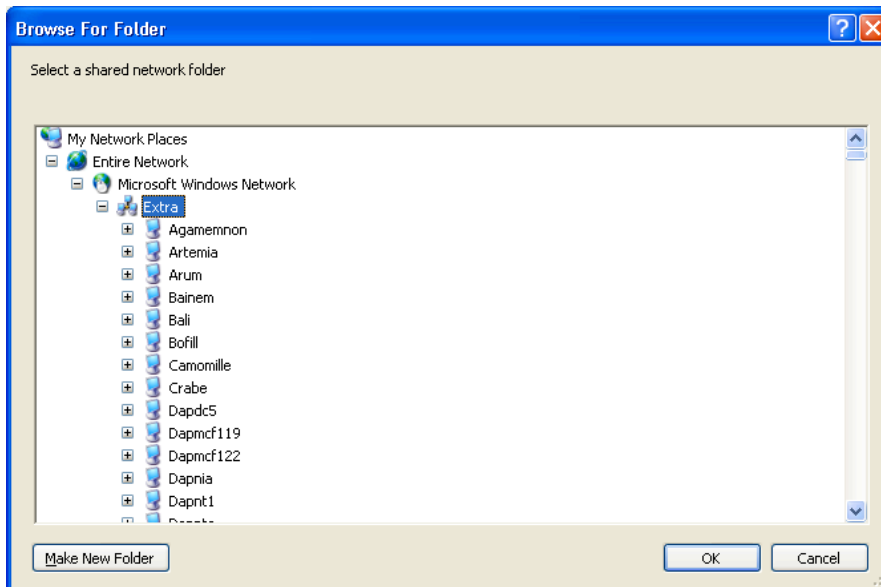 Browse For Folder
Select a shared network folder
My Network Places
Entire Network
Microsoft Windows Network
Extra
Agamemnon
Artemia
Arum
Bainem
Bali
Bofill
Camomille
Crabe
Dapdc5
Dapmcf119
Dapmcf122
Dapnia
Dapnt1
Make New Folder OK Cancel